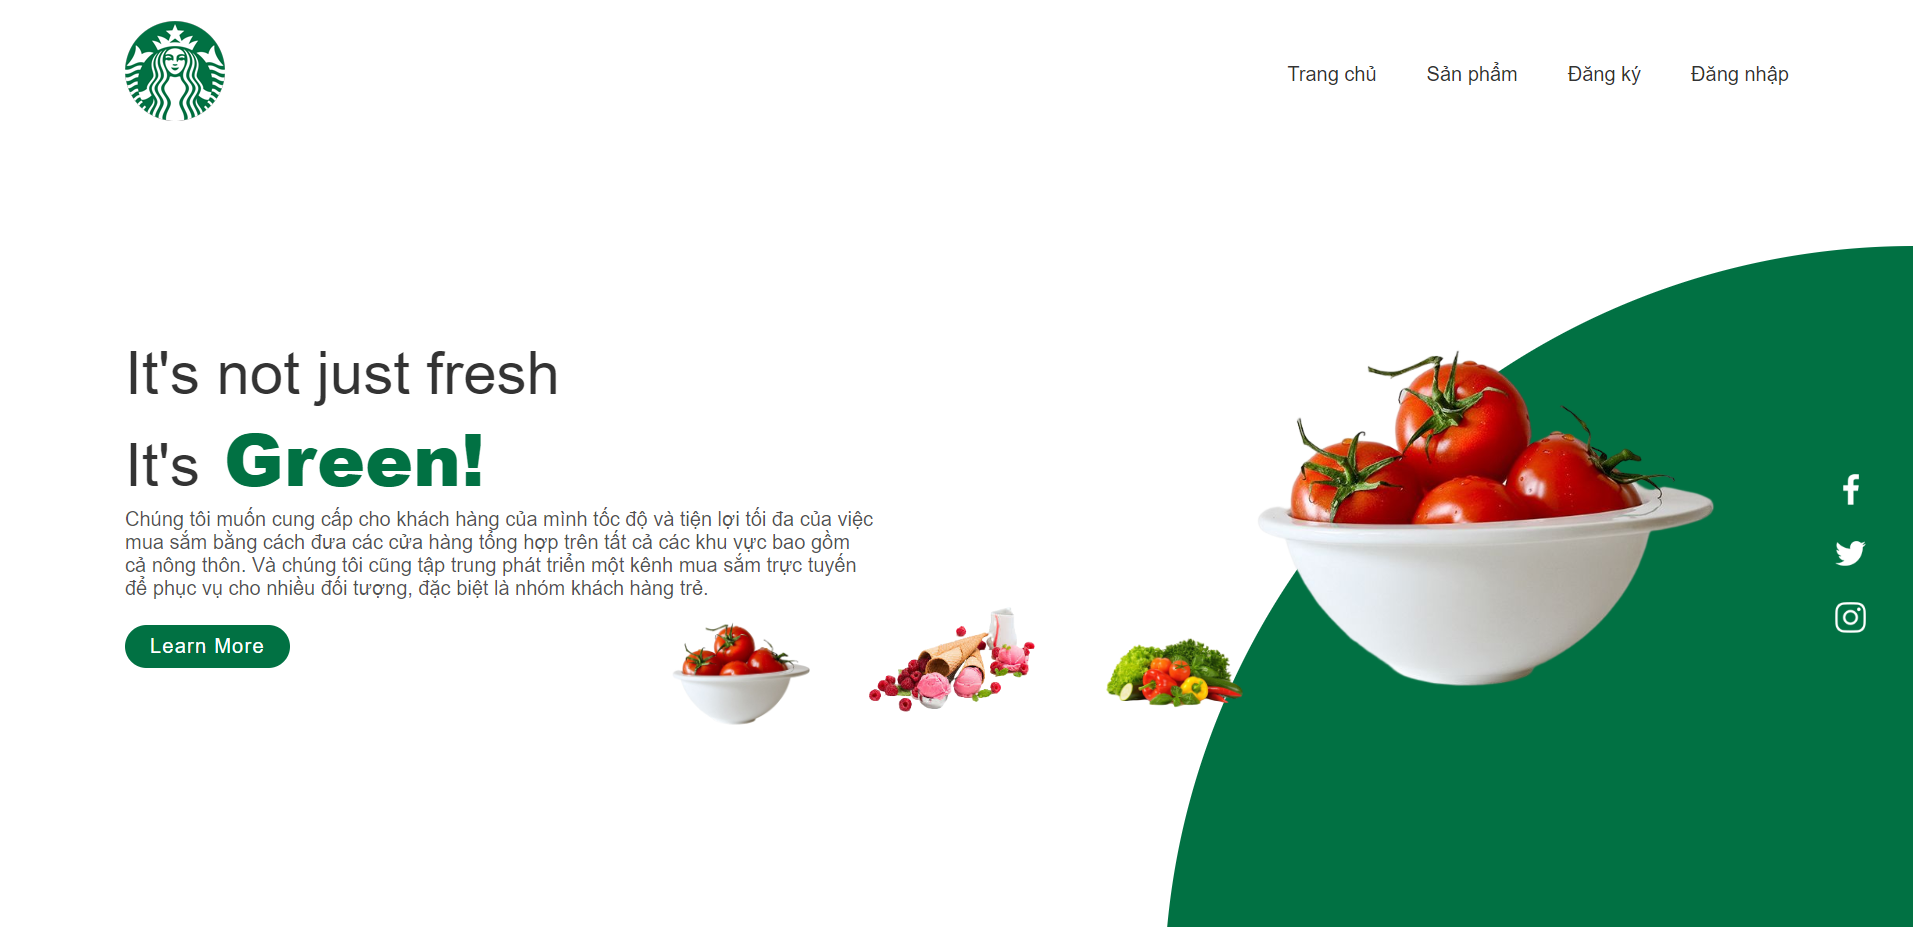 Trang chủ Sản phẩm Đăng ký Đăng nhập
It's not just fresh
It's Green!
Chúng tôi muốn cung cấp cho khách hàng của mình tốc độ và tiện lợi tối đa của việc
mua sắm bằng cách đưa các cửa hàng tổng hợp trên tất cả các khu vực bao gồm
cả nông thôn. Và chúng tôi cũng tập trung phát triển một kênh mua sắm trực tuyến
để phục vụ cho nhiều đối tượng, đặc biệt là nhóm khách hàng trẻ.
Learn More